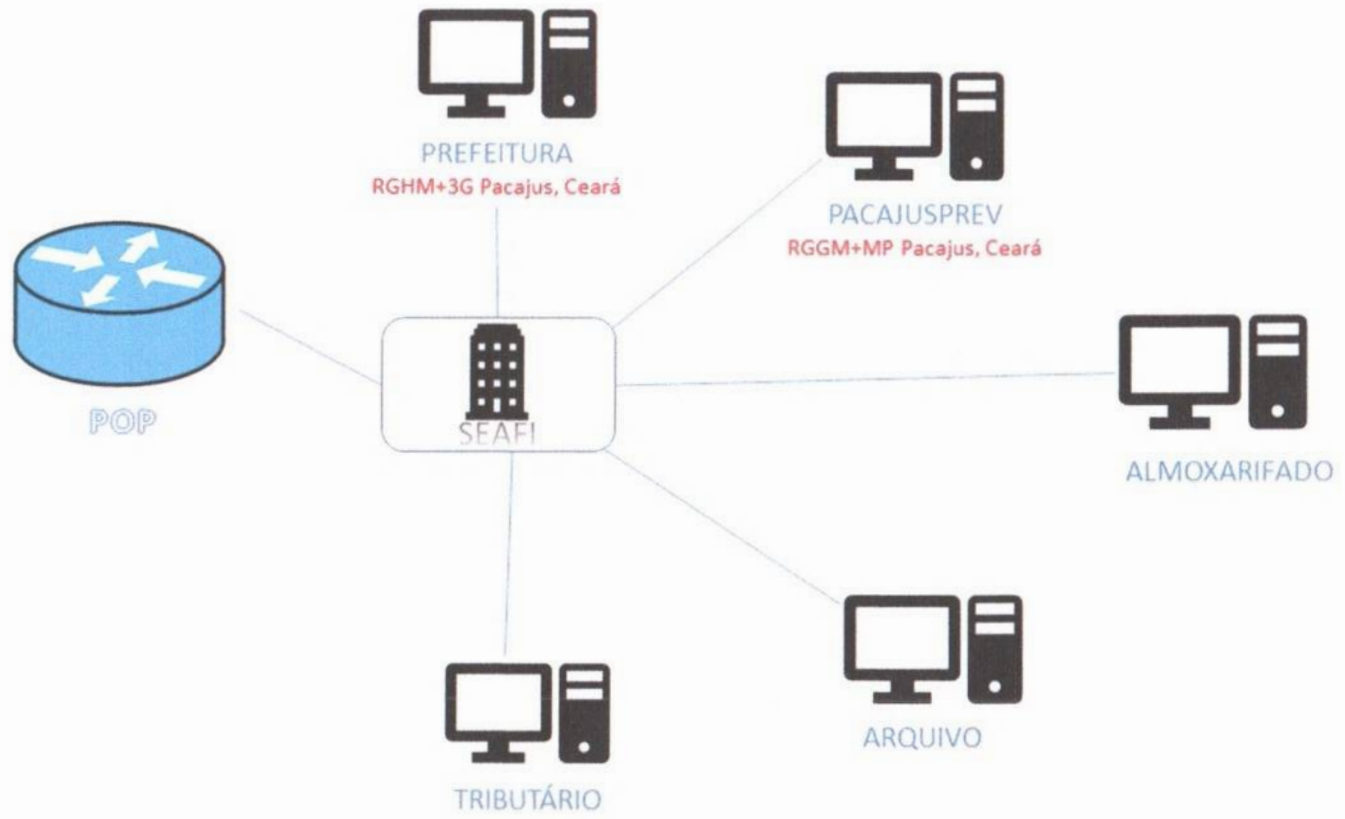 PREFEITURA
RGHM+3G Pacajus, Ceará
PACAJUSPREV
RGGM+MP Pacajus, Ceará
POP
SEAFI
ALMOXARIFADO
ARQUIVO
TRIBUTÁRIO